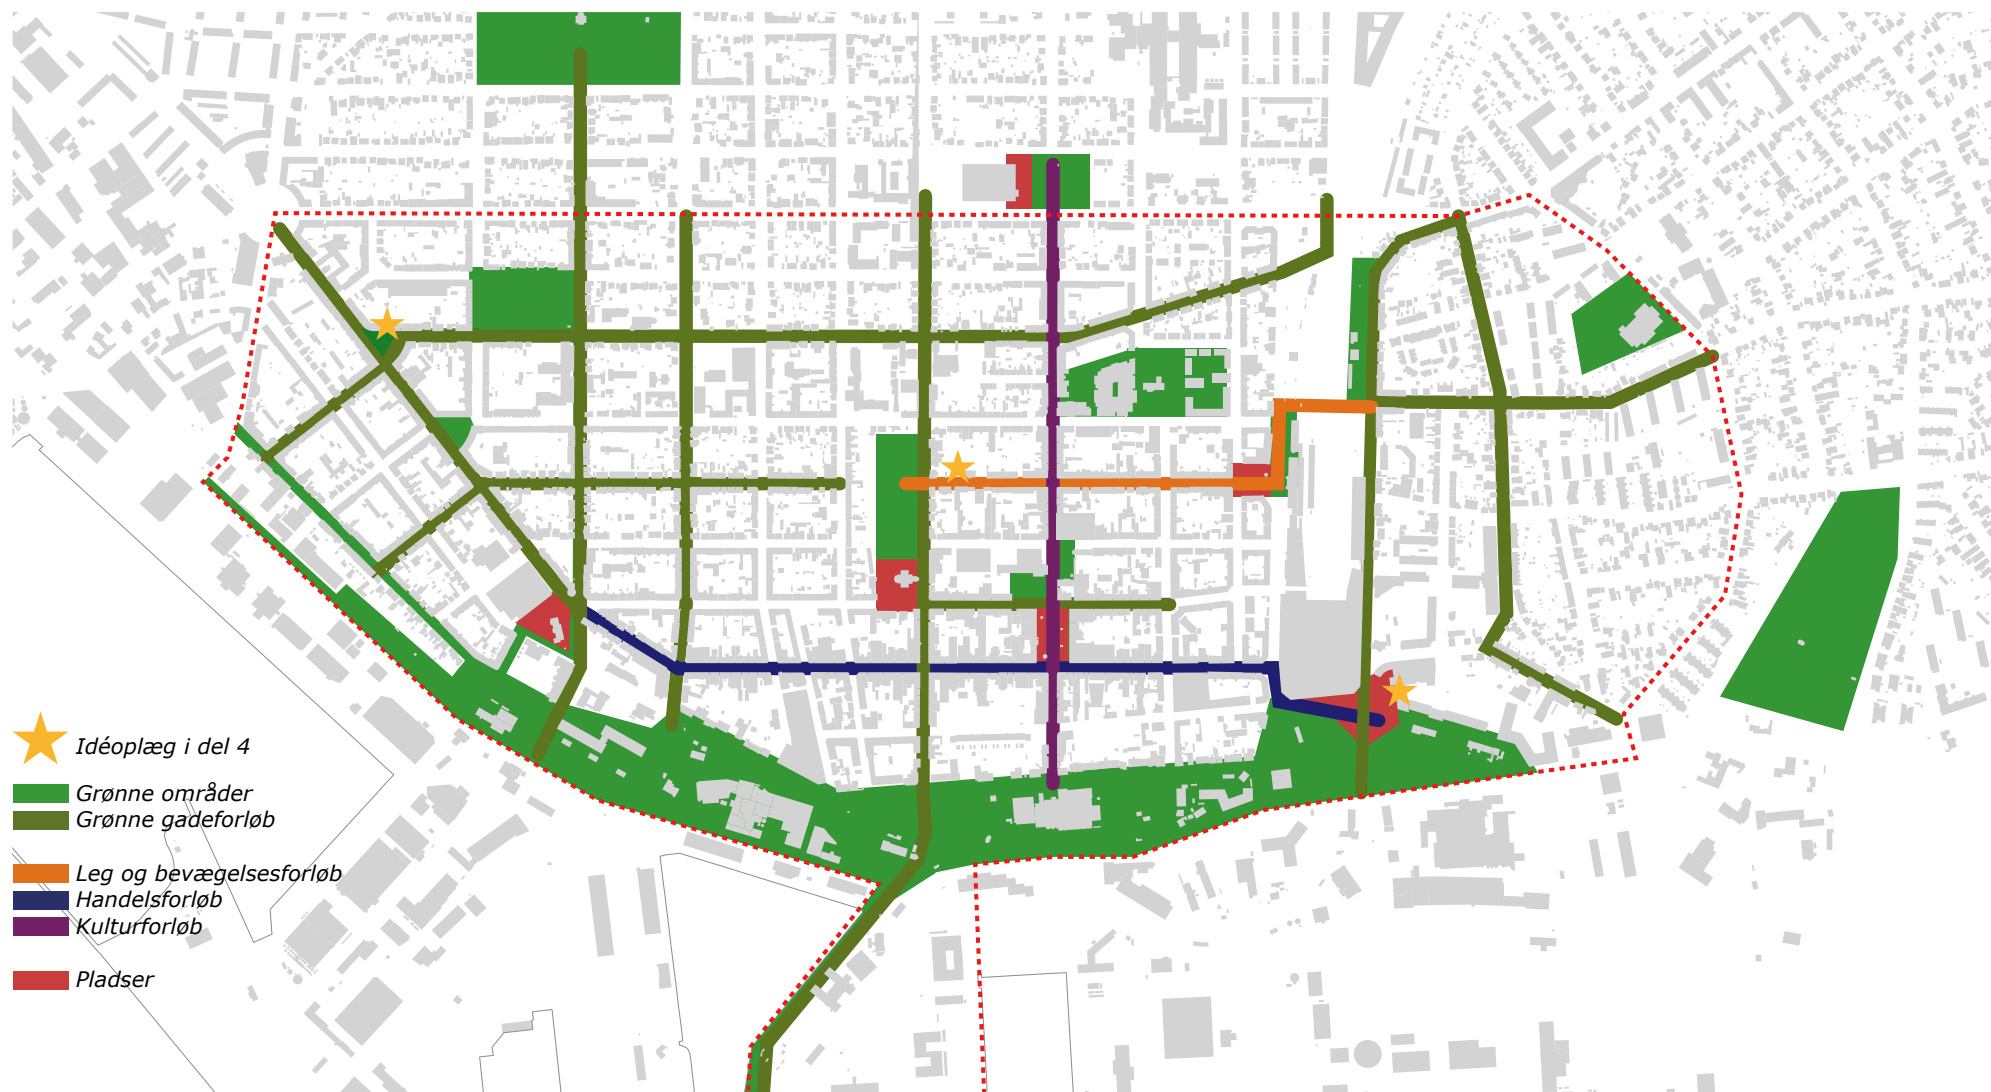 Idéoplæg i del 4
Grønne områder
Grønne gadeforløb
Leg og bevægelsesforløb
Handelsforløb
Kulturforløb
Pladser